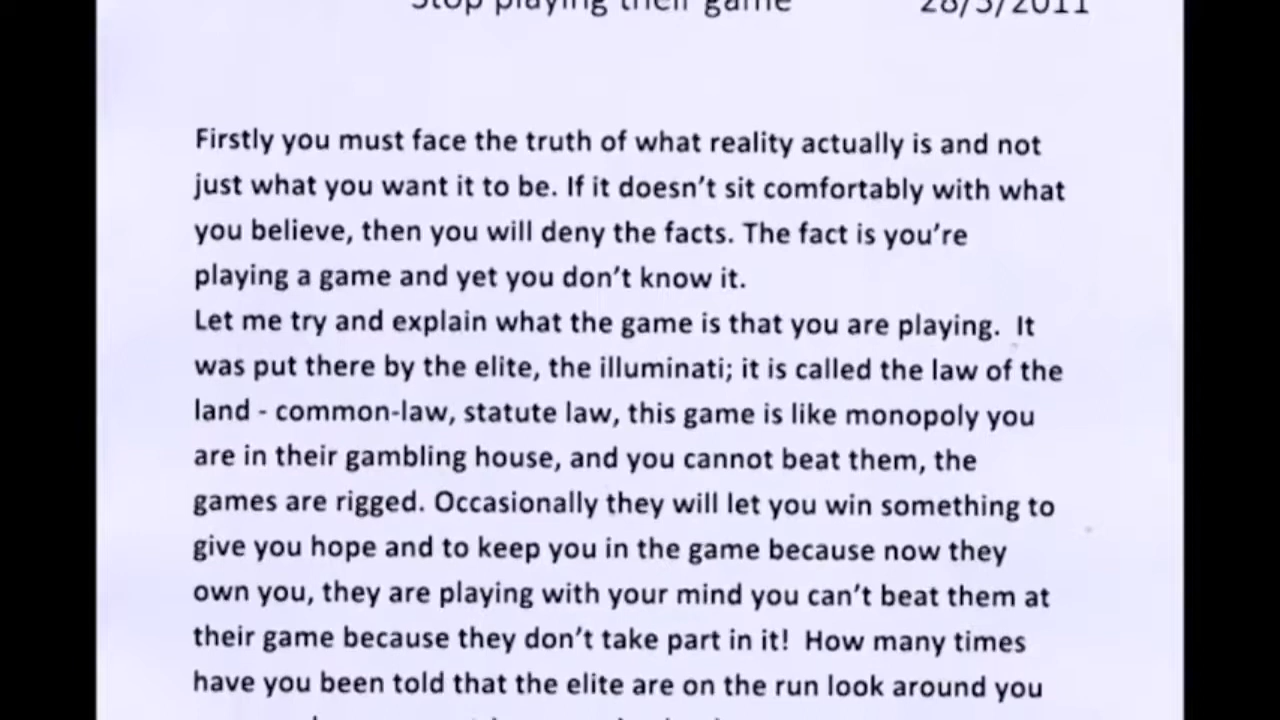 Stop playing their game 28/5/2011
Firstly you must face the truth of what reality actually is and not
just what you want it to be. If it doesn’t sit comfortably with what
you believe, then you will deny the facts. The fact is you’re
playing a game and yet you don’t know it.
Let me try and explain what the game is that you are playing.  It
was put there by the elite, the illuminati; it is called the law of the
land - common-law, statute law, this game is like monopoly you
are in their gambling house, and you cannot beat them, the
games are rigged. Occasionally they will let you win something to
give you hope and to keep you in the game because now they
own you, they are playing with your mind you can’t beat them at
their game because they don’t take part in it!  How many times
have you been told that the elite are on the run look around you